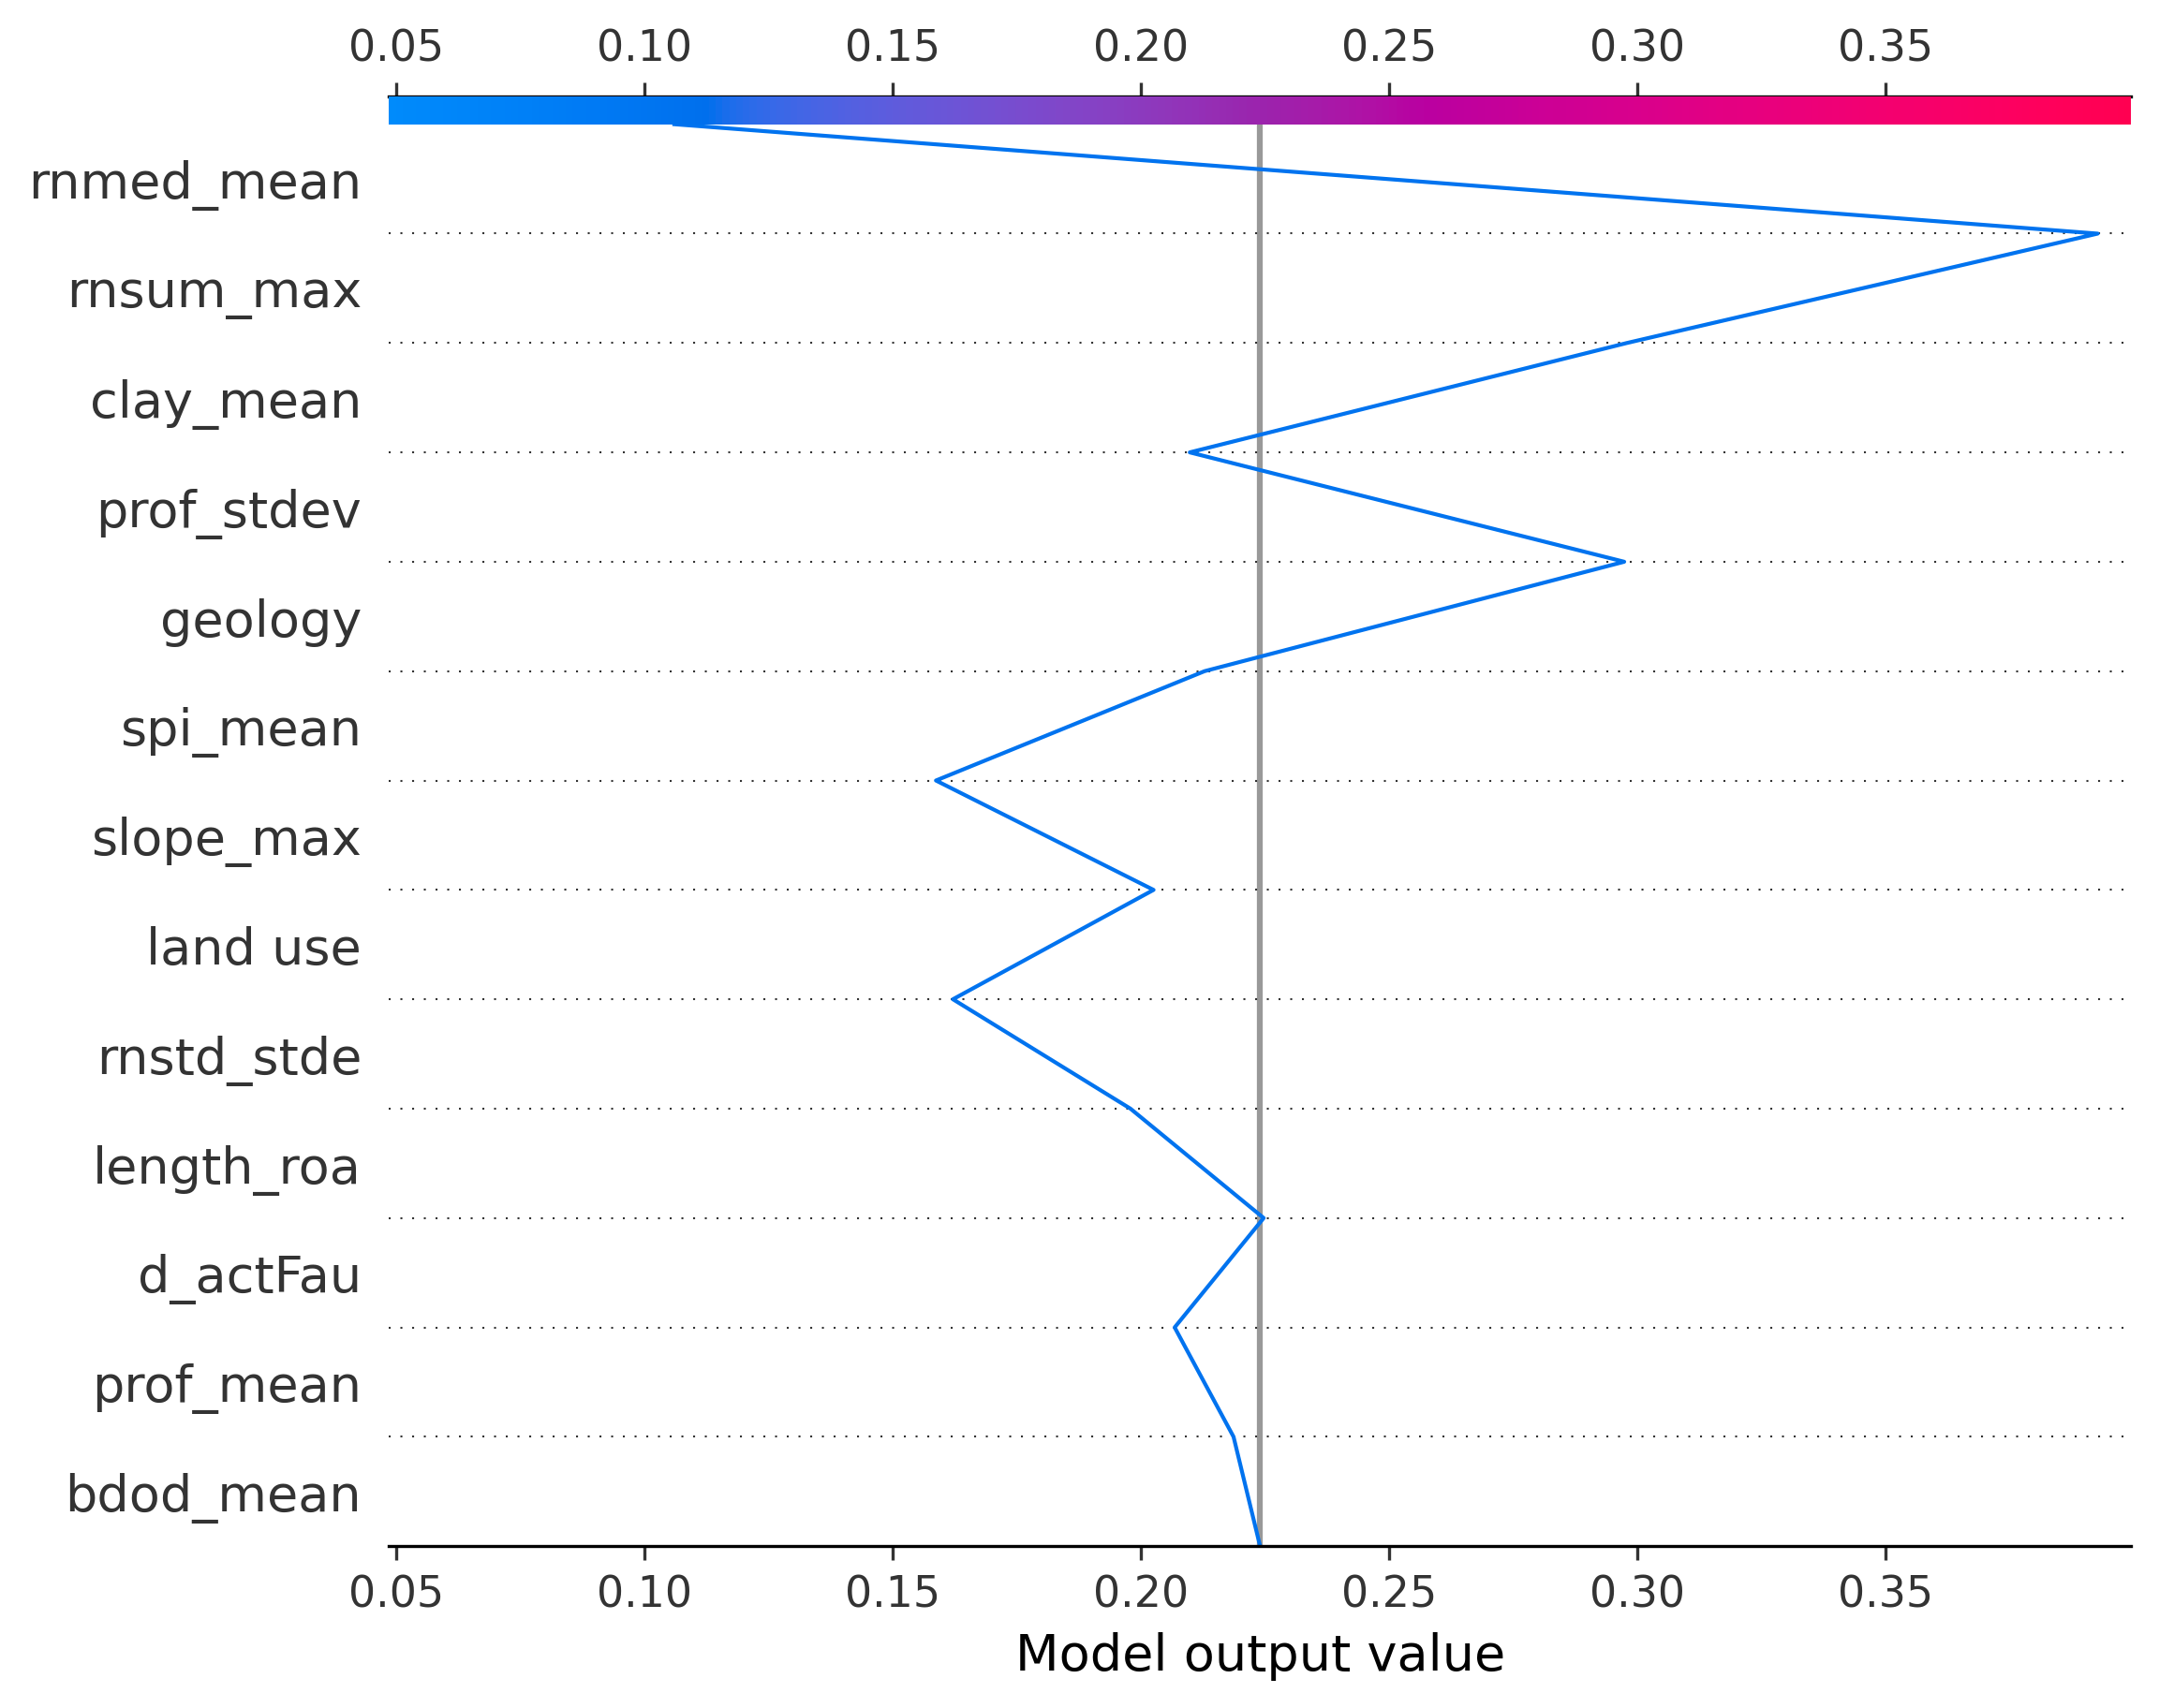 0.05 0.10 0.15 0.20 0.25 0.30 0.35
rnmed_mean
rnsum_max
clay_mean
prof_stdev
geology
spi_mean
slope_max
land use
rnstd_stde
length_roa
d_actFau
prof_mean
bdod_mean
0.05 0.10 0.15 0.20 0.25 0.30 0.35
Model output value